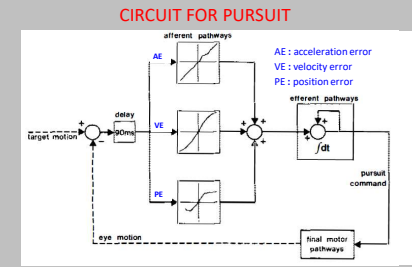 CIRCUIT FOR PURSUIT
afferent pathways
AE
AE : acceleration error
VE : velocity error
PE : position error
efferent pathways
delay
+
90ms
VE
+
+
+
+
+
target motion
−
∫dt
pursuit
command
PE
eye motion
final motor
pathways